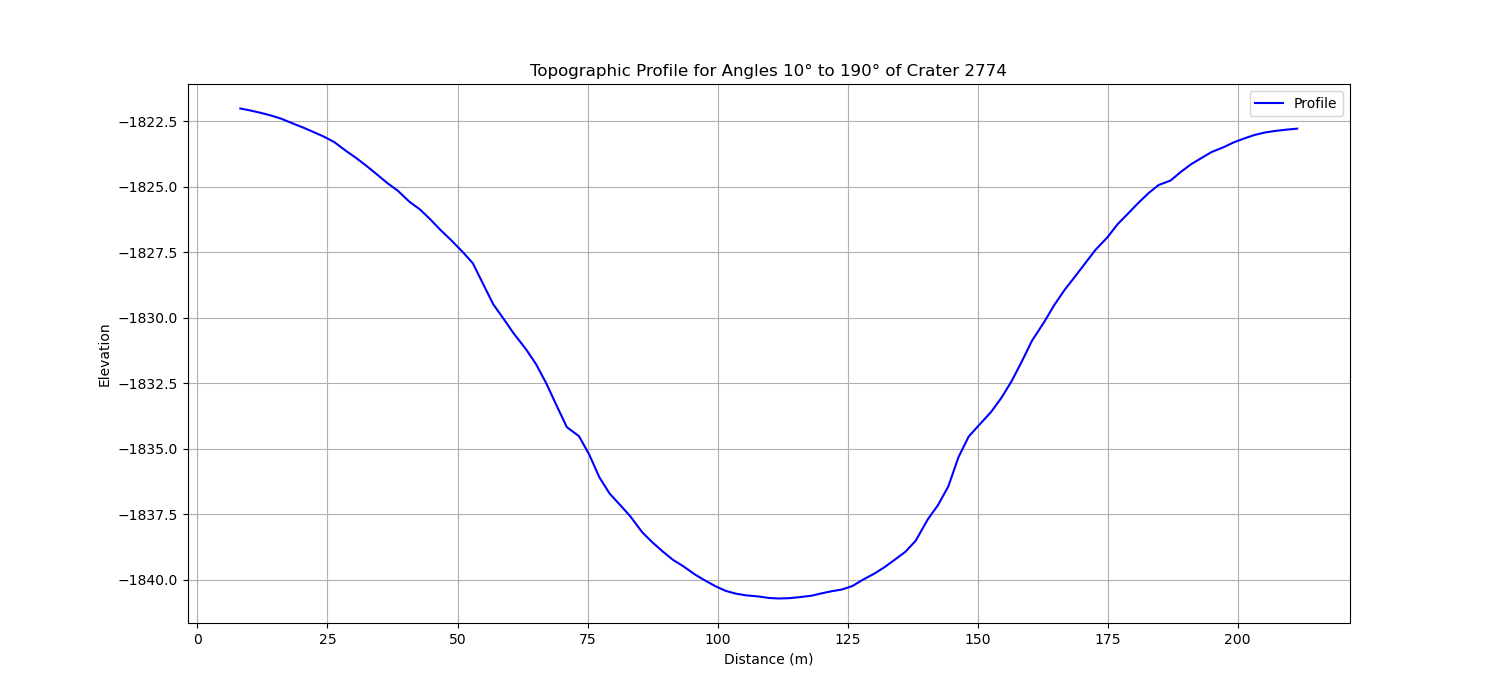 Topographic Profile for Angles 10° to 190° of Crater 2774
Profile
−1822.5
−1825.0
−1827.5
−1830.0
−1832.5
−1835.0
−1837.5
−1840.0
Elevation
0 25 50 75 100 125 150 175 200
Distance (m)